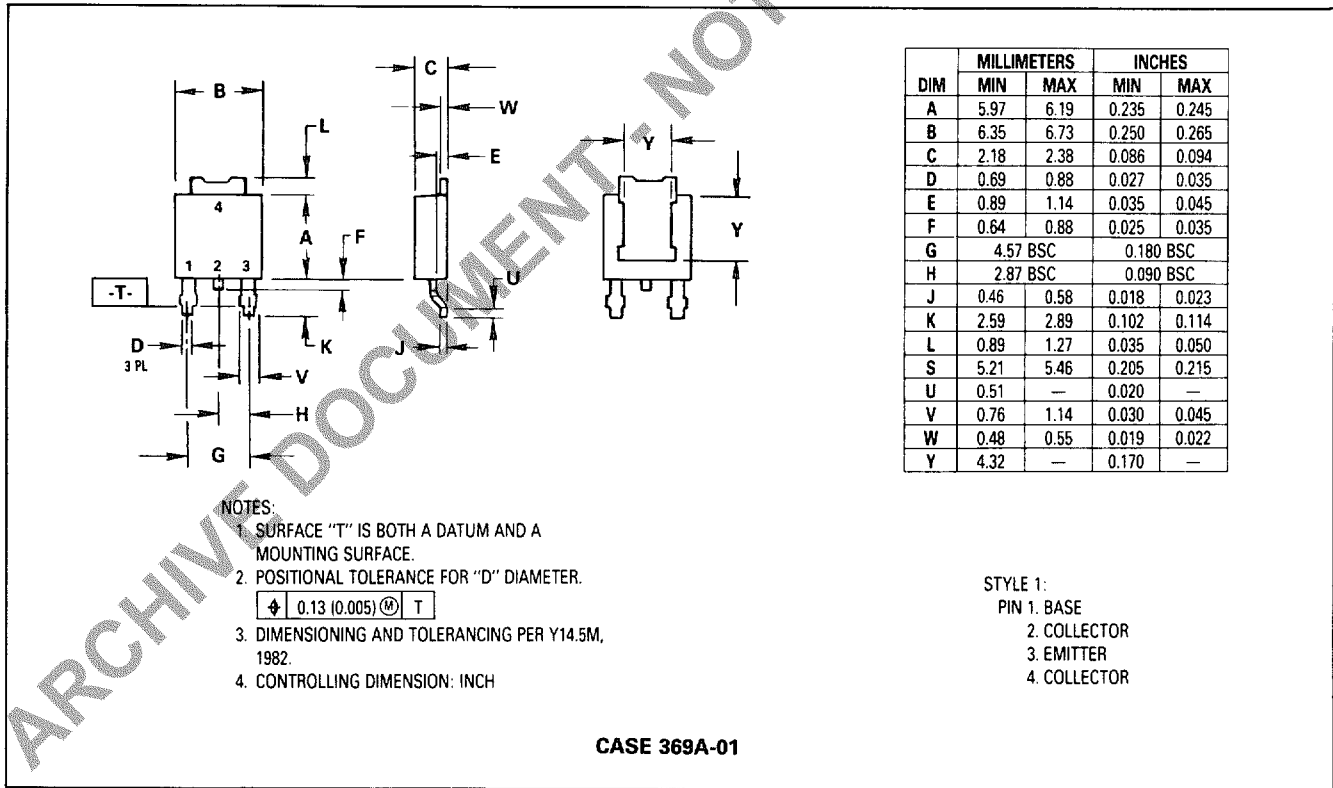 ARCHIVE DOCUMENT - NOT
B
L
4
A
F
1 2 3
-T-
D
3 PL
K
V
H
G
C
W
E
U
J
Y
Y
MILLIMETERS INCHES
DIM MIN MAX MIN MAX
A 5.97 6.19 0.235 0.245
B 6.35 6.73 0.250 0.265
C 2.18 2.38 0.086 0.094
D 0.69 0.88 0.027 0.035
E 0.89 1.14 0.035 0.045
F 0.64 0.88 0.025 0.035
G 4.57 BSC 0.180 BSC
H 2.87 BSC 0.090 BSC
J 0.46 0.58 0.018 0.023
K 2.59 2.89 0.102 0.114
L 0.89 1.27 0.035 0.050
S 5.21 5.46 0.205 0.215
U 0.51 — 0.020 —
V 0.76 1.14 0.030 0.045
W 0.48 0.55 0.019 0.022
Y 4.32 — 0.170 —
NOTES:
1. SURFACE "T" IS BOTH A DATUM AND A
MOUNTING SURFACE.
2. POSITIONAL TOLERANCE FOR "D" DIAMETER.
⌖ 0.13 (0.005) Ⓜ T
3. DIMENSIONING AND TOLERANCING PER Y14.5M,
1982.
4. CONTROLLING DIMENSION: INCH
STYLE 1:
PIN 1. BASE
2. COLLECTOR
3. EMITTER
4. COLLECTOR
CASE 369A-01